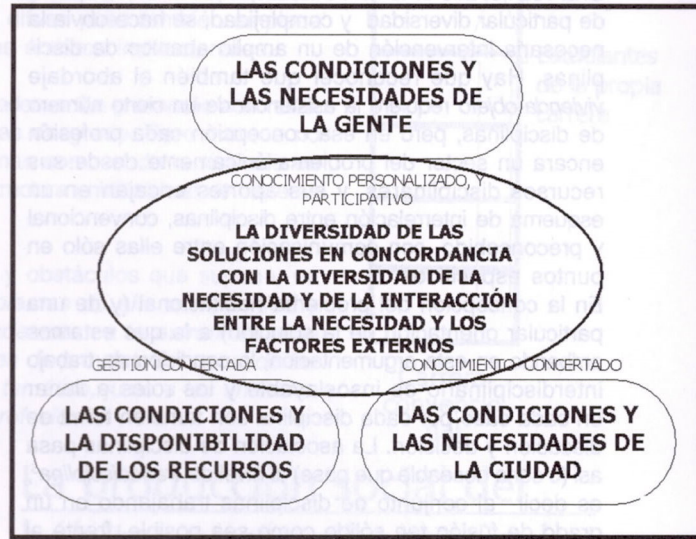 LAS CONDICIONES Y
LAS NECESIDADES DE LA
GENTE
CONOCIMIENTO PERSONALIZADO, Y
PARTICIPATIVO
LA DIVERSIDAD DE LAS
SOLUCIONES EN CONCORDANCIA
CON LA DIVERSIDAD DE LA
NECESIDAD Y DE LA INTERACCIÓN
ENTRE LA NECESIDAD Y LOS
FACTORES EXTERNOS
GESTIÓN CONCERTADA
CONOCIMIENTO CONCERTADO
LAS CONDICIONES Y
LA DISPONIBILIDAD
DE LOS RECURSOS
LAS CONDICIONES Y
LAS NECESIDADES DE
LA CIUDAD